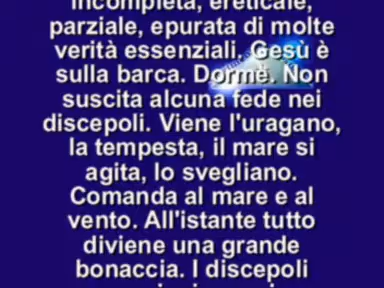 incompleta, ereticale,
parziale, epurata di molte
verità essenziali. Gesù è
sulla barca. Dorme. Non
suscita alcuna fede nei
discepoli. Viene l'uragano,
la tempesta, il mare si
agita, lo svegliano.
Comanda al mare e al
vento. All'istante tutto
diviene una grande
bonaccia. I discepoli